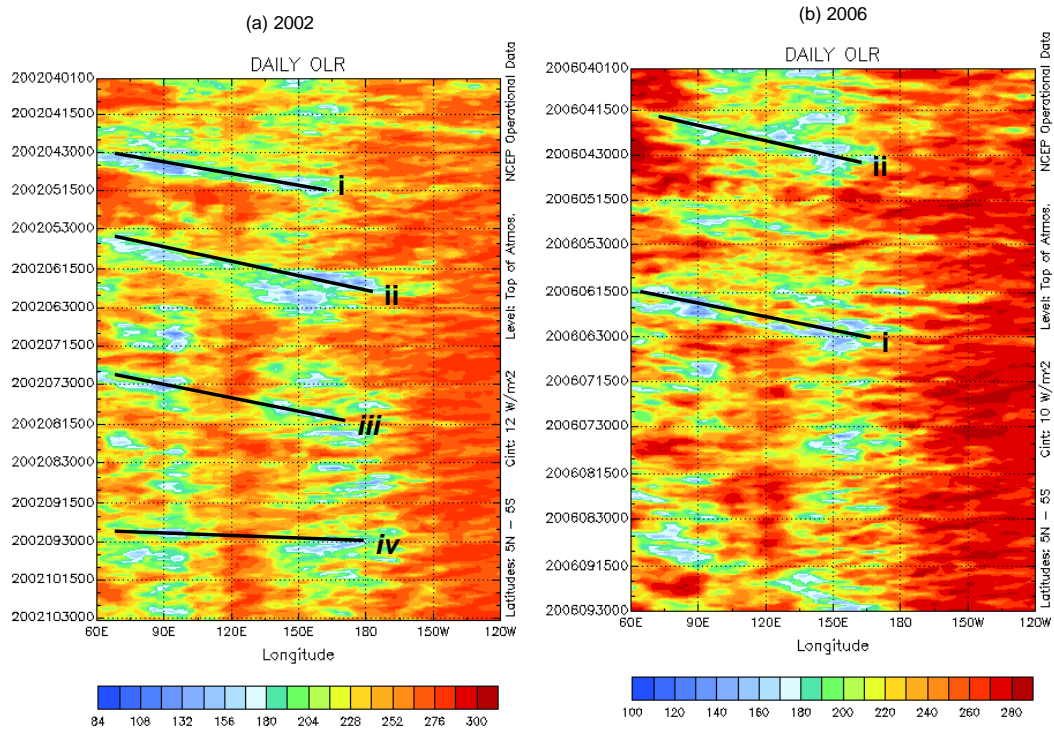 (a) 2002
DAILY OLR
2002040100
2002041500
2002043000
2002051500
2002053000
2002061500
2002063000
2002071500
2002073000
2002081500
2002083000
2002091500
2002093000
2002101500
2002103000
i
ii
iii
iv
60E 90E 120E 150E 180 150W 120W
Longitude
NCEP Operational Data
Level: Top of Atmos.
Cint: 12 W/m2
Latitudes: 5N – 5S
84 108 132 156 180 204 228 252 276 300
(b) 2006
DAILY OLR
2006040100
2006041500
2006043000
2006051500
2006053000
2006061500
2006063000
2006071500
2006073000
2006081500
2006083000
2006091500
2006093000
ii
i
60E 90E 120E 150E 180 150W 120W
Longitude
NCEP Operational Data
Level: Top of Atmos.
Cint: 10 W/m2
Latitudes: 5N – 5S
100 120 140 160 180 200 220 240 260 280